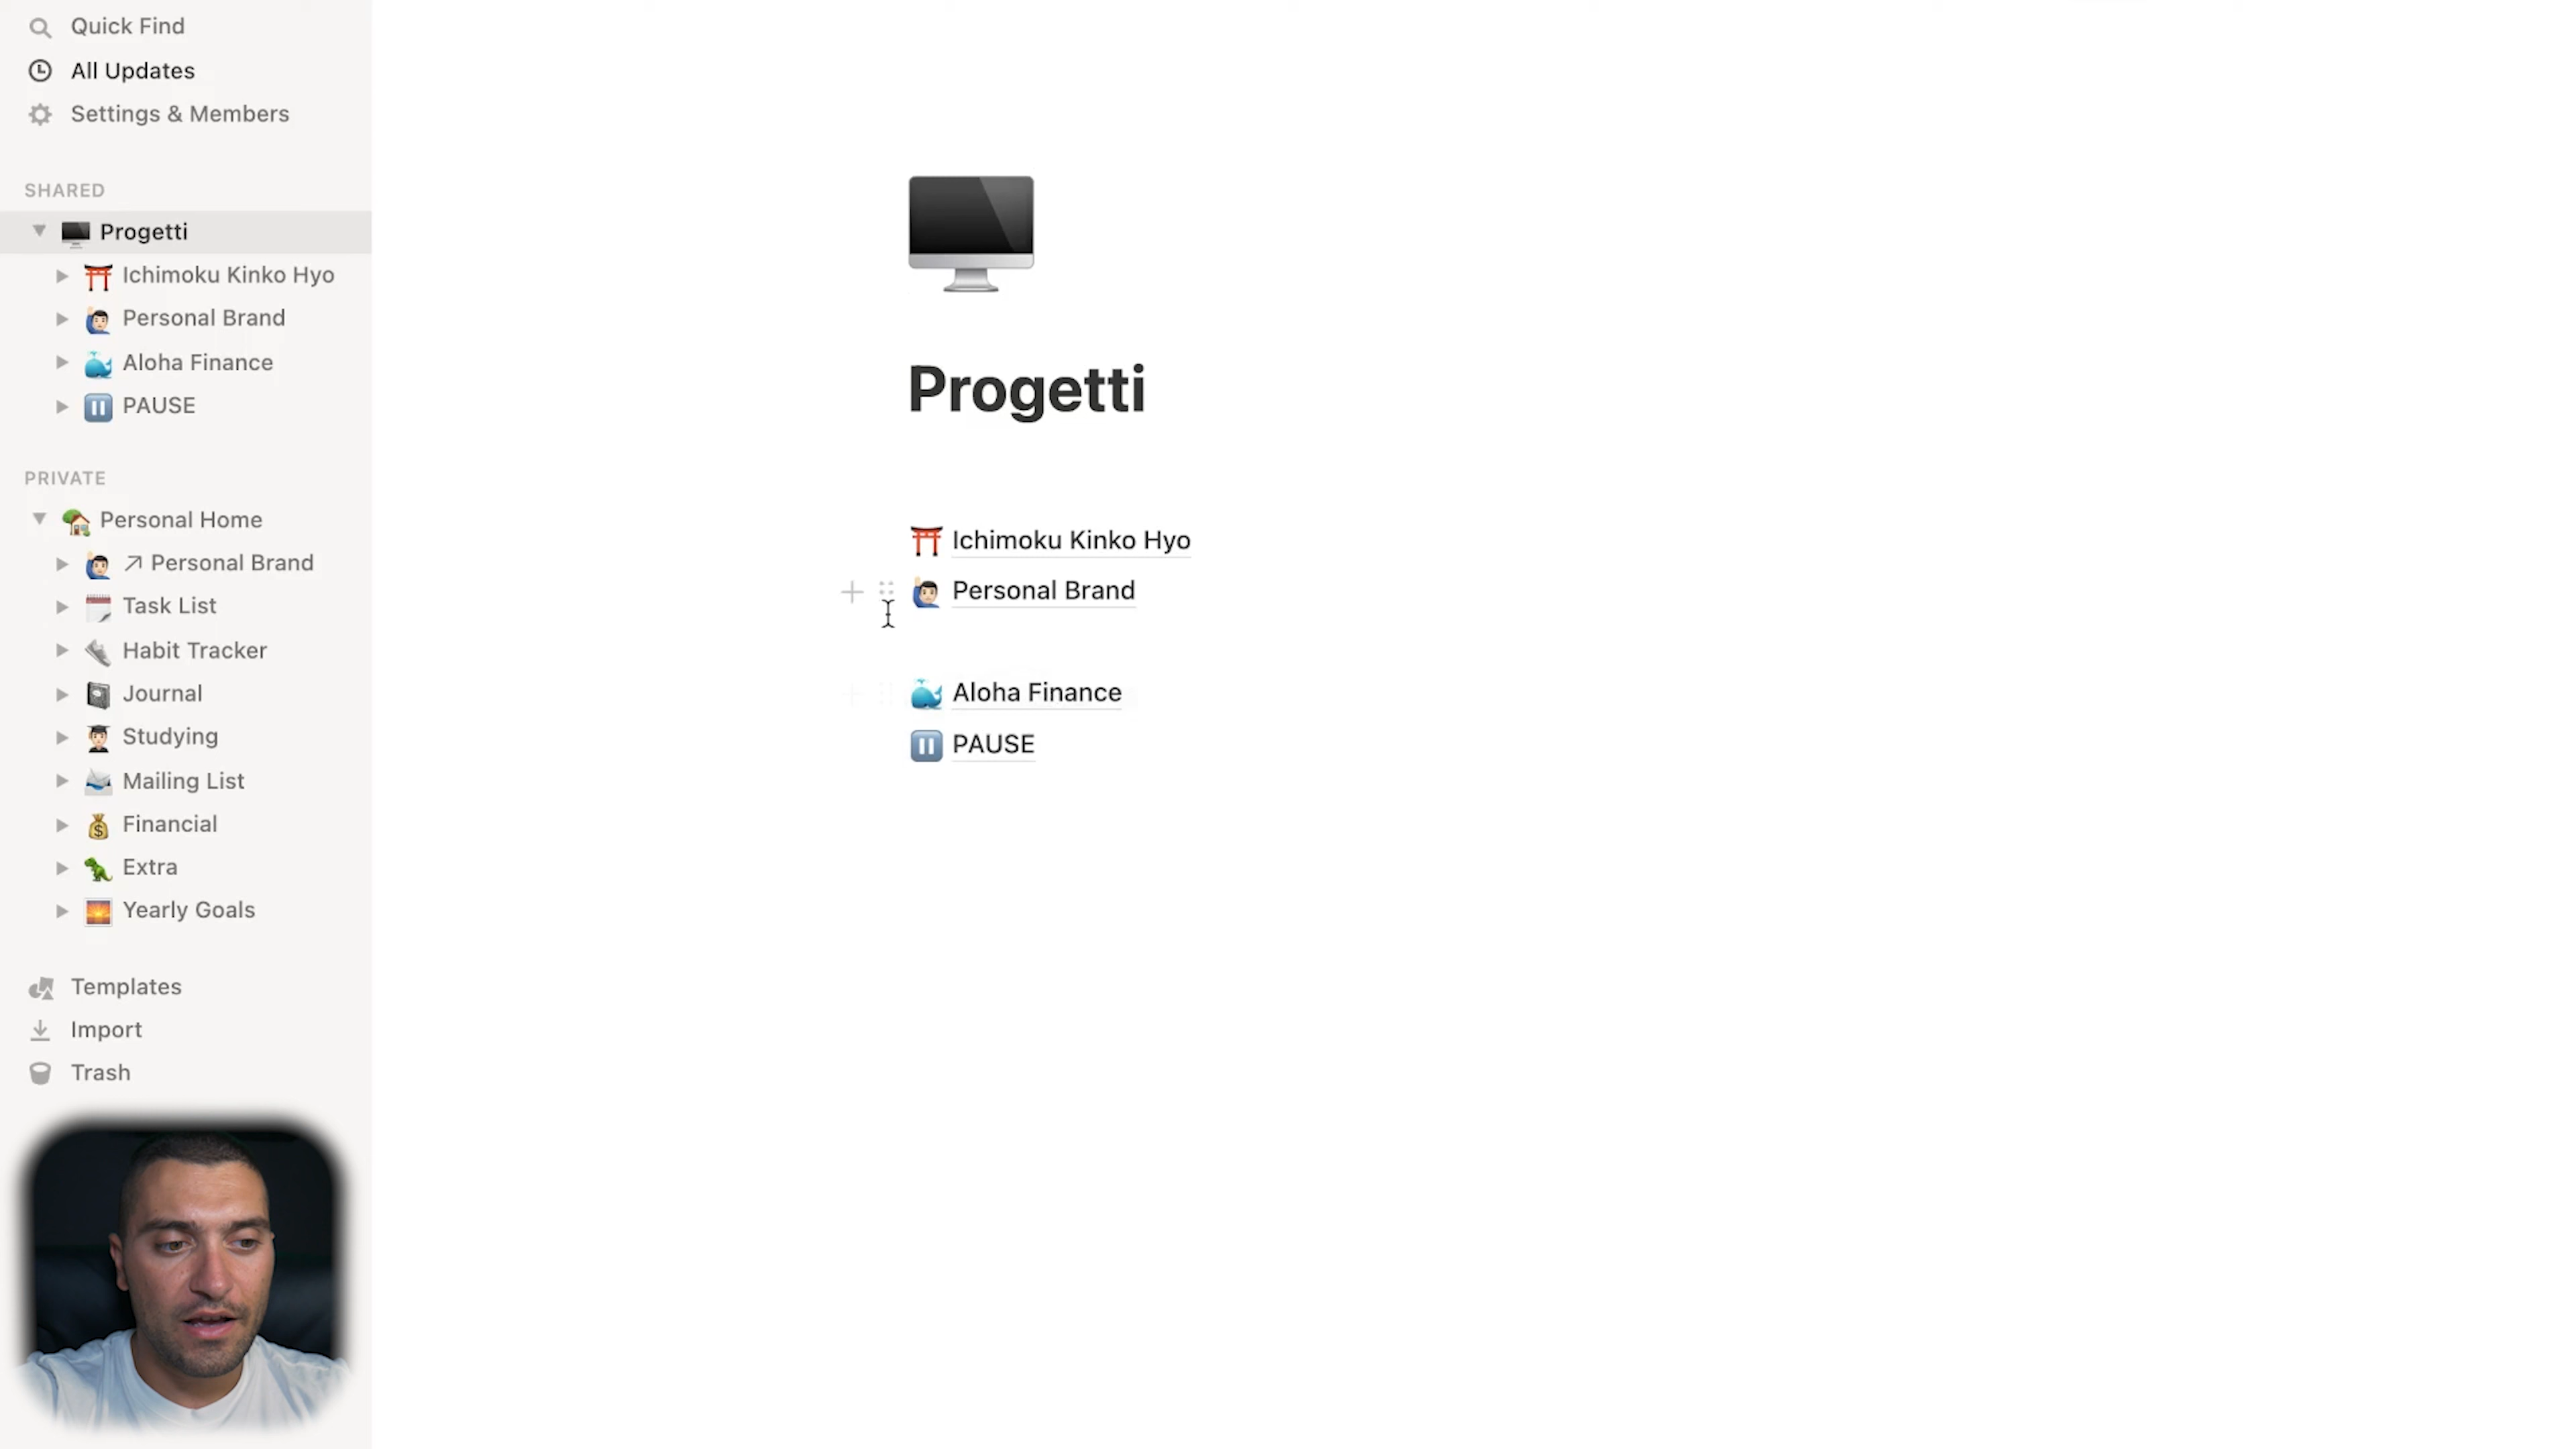 Quick Find
All Updates
Settings & Members
SHARED
Progetti
Ichimoku Kinko Hyo
Personal Brand
Aloha Finance
PAUSE
PRIVATE
Personal Home
Personal Brand
Task List
Habit Tracker
Journal
Studying
Mailing List
Financial
Extra
Yearly Goals
Templates
Import
Trash
Progetti
Ichimoku Kinko Hyo
Personal Brand
Aloha Finance
PAUSE